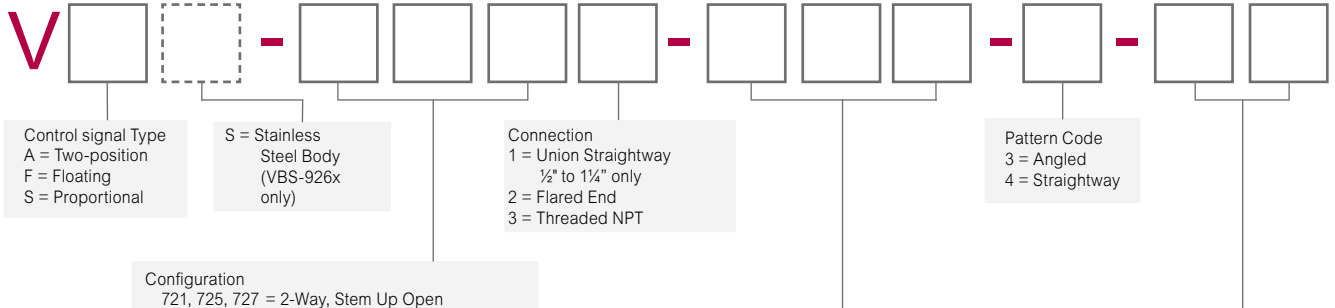 V - - - -
Control signal Type
A = Two-position
F = Floating
S = Proportional
S = Stainless
Steel Body
(VBS-926x
only)
Connection
1 = Union Straightway
½" to 1¼” only
2 = Flared End
3 = Threaded NPT
Pattern Code
3 = Angled
4 = Straightway
Configuration
721, 725, 727 = 2-Way, Stem Up Open